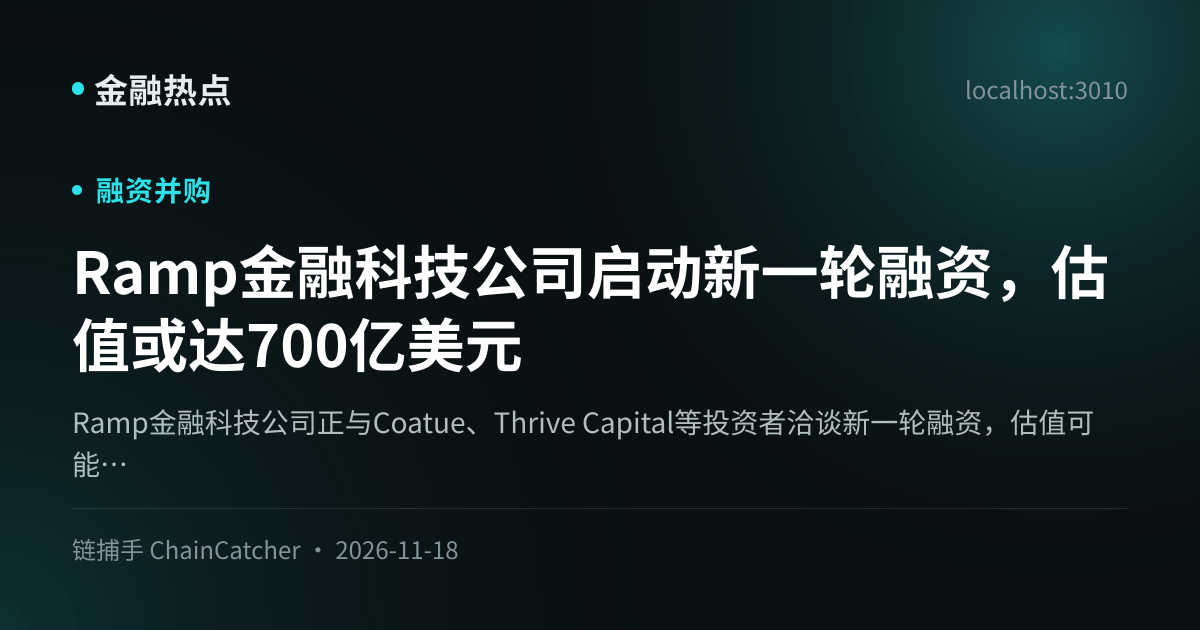 金融热点
localhost:3010
融资并购
Ramp金融科技公司启动新一轮融资，估
值或达700亿美元
Ramp金融科技公司正与Coatue、Thrive Capital等投资者洽谈新一轮融资，估值可
能…
链捕手 ChainCatcher · 2026-11-18